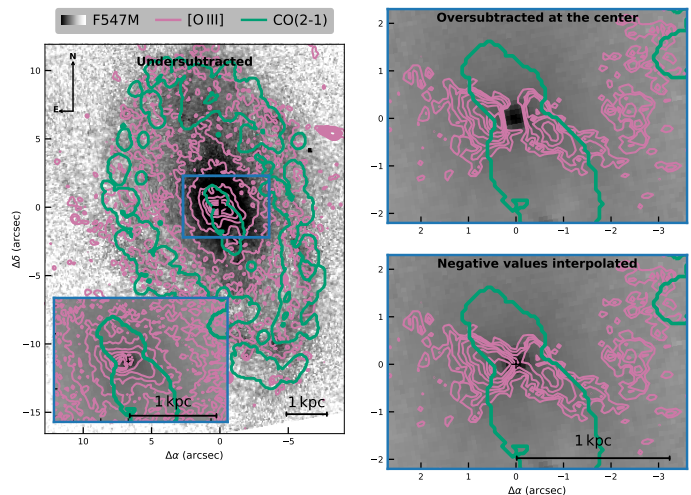 F547M [O III] CO(2-1)
Undersubtracted
N
E
10
5
0
−5
−10
−15
Δδ (arcsec)
1 kpc
1 kpc
10 5 0 −5
Δα (arcsec)
Oversubtracted at the center
2
1
0
−1
−2
2 1 0 −1 −2 −3
Negative values interpolated
2
1
0
−1
−2
1 kpc
2 1 0 −1 −2 −3
Δα (arcsec)